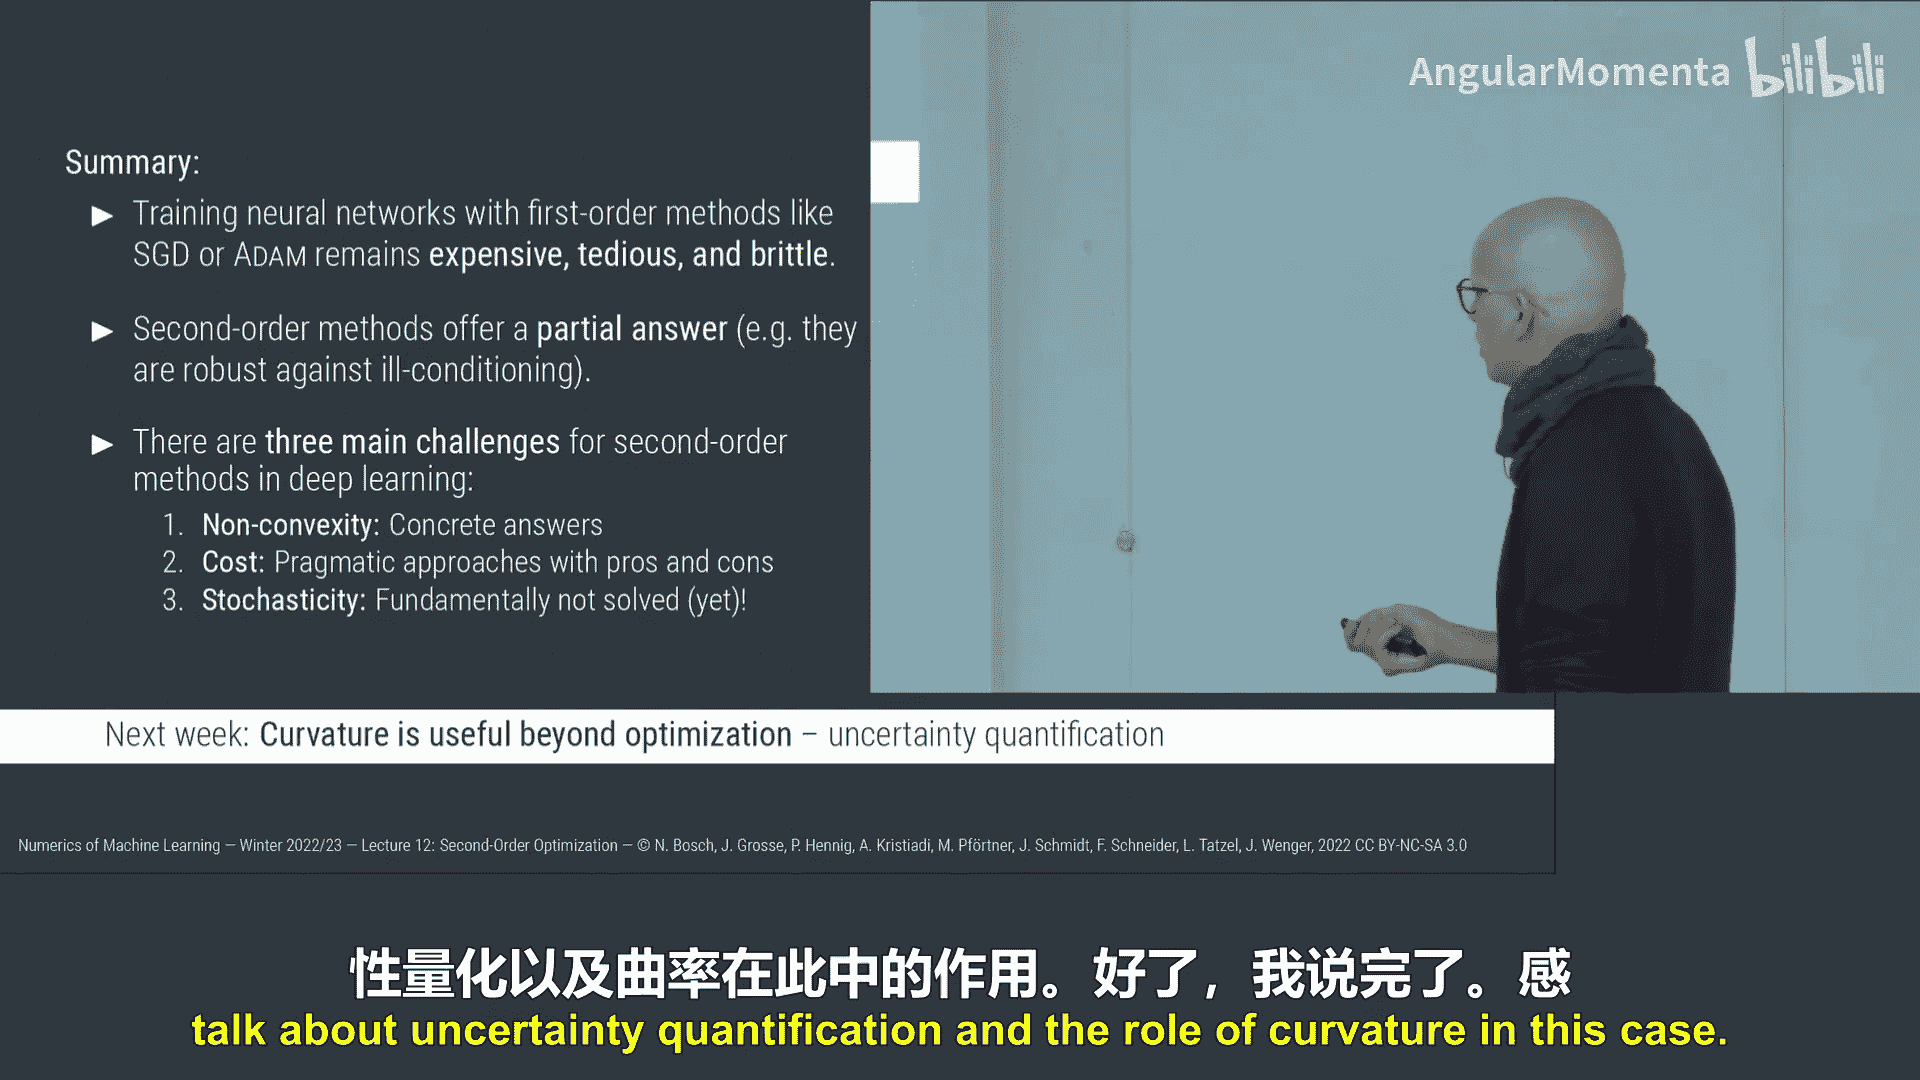 AngularMomenta bilibili
Summary:
▶ Training neural networks with first-order methods like
SGD or ADAM remains expensive, tedious, and brittle.
▶ Second-order methods offer a partial answer (e.g. they
are robust against ill-conditioning).
▶ There are three main challenges for second-order
methods in deep learning:
1. Non-convexity: Concrete answers
2. Cost: Pragmatic approaches with pros and cons
3. Stochasticity: Fundamentally not solved (yet)!
Next week: Curvature is useful beyond optimization – uncertainty quantification
Numerics of Machine Learning — Winter 2022/23 — Lecture 12: Second-Order Optimization — © N. Bosch, J. Grosse, P. Hennig, A. Kristiadi, M. Pförtner, J. Schmidt, F. Schneider, L. Tatzel, J. Wenger, 2022 CC BY-NC-SA 3.0
性量化以及曲率在此中的作用。好了，我说完了。感
talk about uncertainty quantification and the role of curvature in this case.